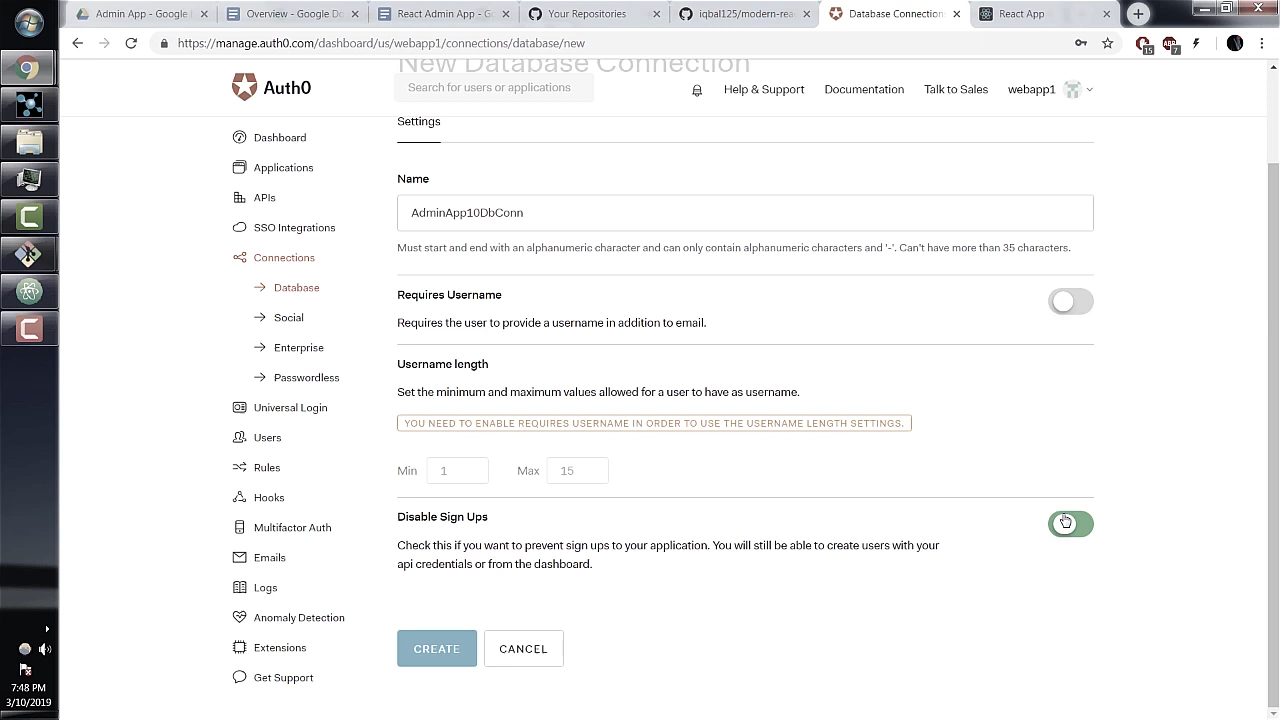 Admin App - Google
Overview - Google Do
React Admin
G
Your Repositories
iqbal125/modern-rea
Database Connection
React App
https://manage.auth0.com/dashboard/us/webapp1/connections/database/new
15
7
New Database Connection
Auth0
Search for users or applications
Help & Support
Documentation
Talk to Sales
webapp1
Settings
Dashboard
Applications
APIs
SSO Integrations
Connections
Database
Social
Enterprise
Passwordless
Universal Login
Users
Rules
Hooks
Multifactor Auth
Emails
Logs
Anomaly Detection
Extensions
Get Support
Name
AdminApp10DbConn
Must start and end with an alphanumeric character and can only contain alphanumeric characters and '-'. Can't have more than 35 characters.
Requires Username
Requires the user to provide a username in addition to email.
Username length
Set the minimum and maximum values allowed for a user to have as username.
YOU NEED TO ENABLE REQUIRES USERNAME IN ORDER TO USE THE USERNAME LENGTH SETTINGS.
Min 1 Max 15
Disable Sign Ups
Check this if you want to prevent sign ups to your application. You will still be able to create users with your
api credentials or from the dashboard.
CREATE
CANCEL
7:48 PM
3/10/2019